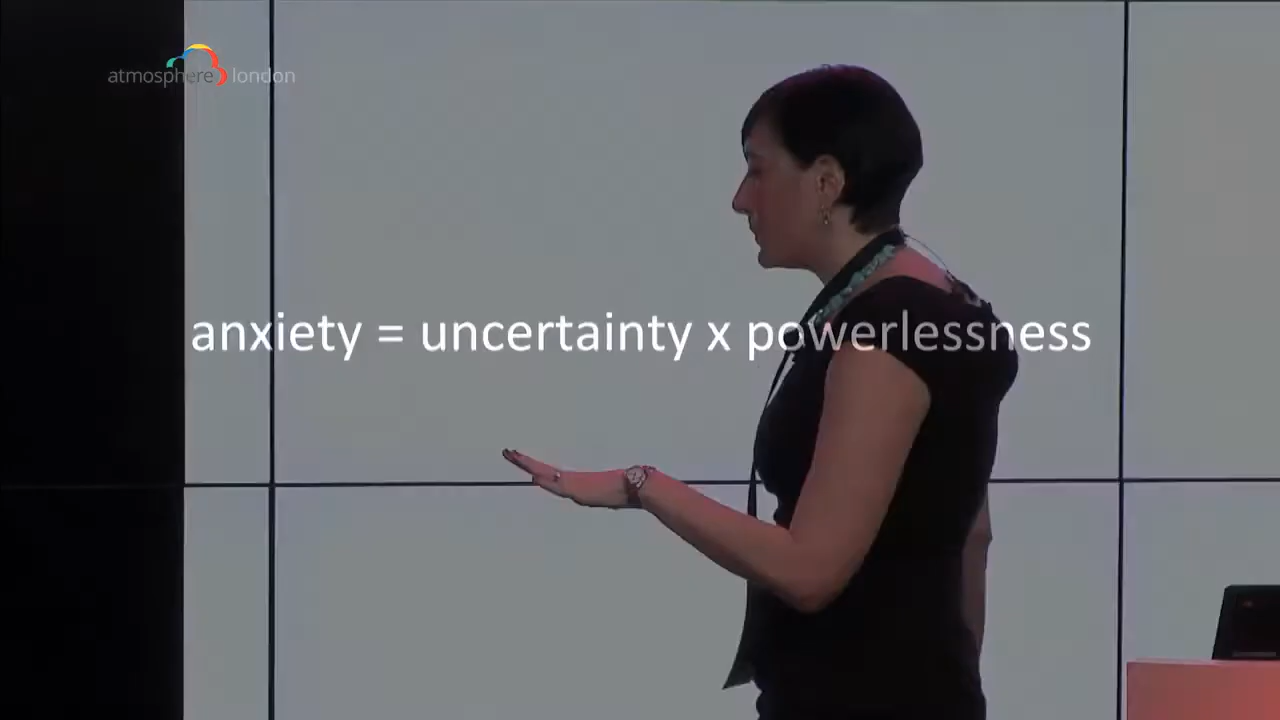 atmosphere london
anxiety = uncertainty x powerlessness